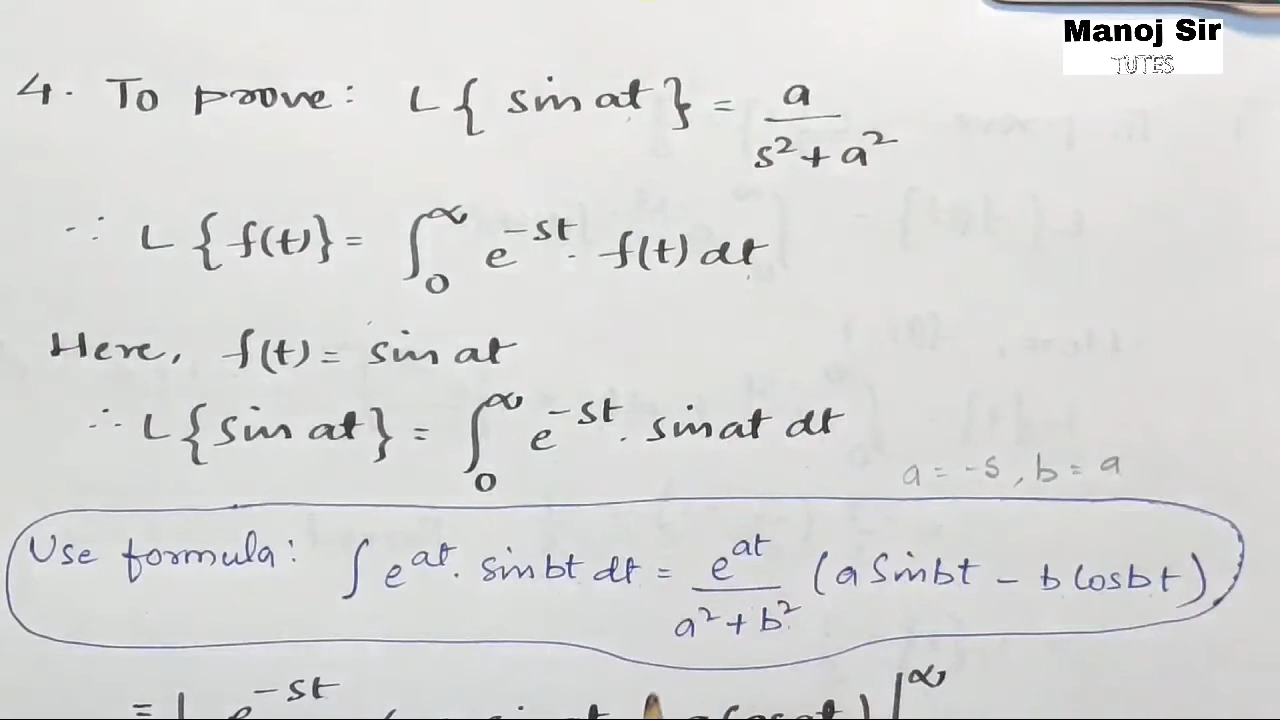 Manoj Sir
TUTES
4. To prove: L{ sin at } = a / s² + a²
∵ L { f(t)} = ∫₀^∞ e^-st . f(t) dt
Here, f(t) = sin at
∴ L{ sin at } = ∫₀^∞ e^-st . sin at dt
a = -s , b = a
Use formula: ∫ e^at . sin bt dt = e^at / a² + b² (a Sin bt - b Cos bt)
= e^-st ∞